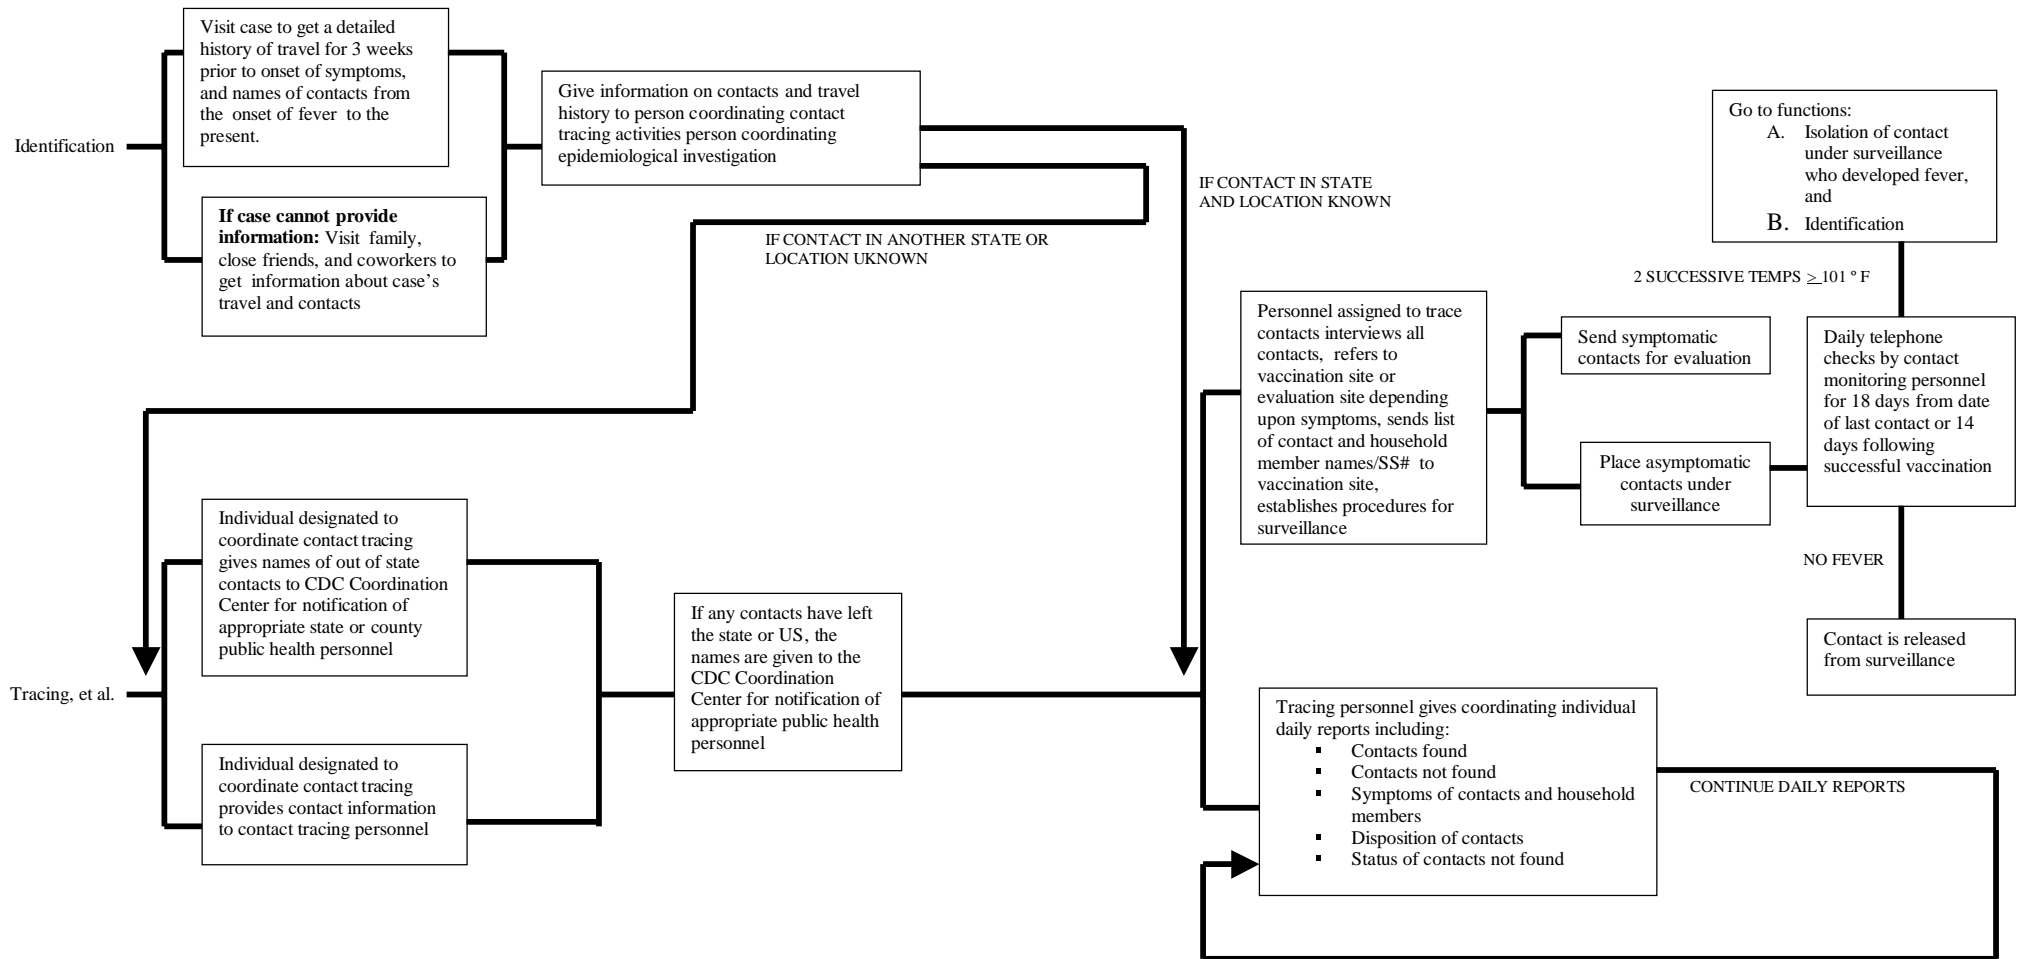 Visit case to get a detailed
history of travel for 3 weeks
prior to onset of symptoms,
and names of contacts from
the onset of fever to the
present.
Identification
If case cannot provide
information: Visit family,
close friends, and coworkers to
get information about case's
travel and contacts
Give information on contacts and travel
history to person coordinating contact
tracing activities person coordinating
epidemiological investigation
IF CONTACT IN STATE
AND LOCATION KNOWN
IF CONTACT IN ANOTHER STATE OR
LOCATION UKNOWN
Go to functions:
A. Isolation of contact
under surveillance
who developed fever,
and
B. Identification
2 SUCCESSIVE TEMPS ≥ 101 º F
Personnel assigned to trace
contacts interviews all
contacts, refers to
vaccination site or
evaluation site depending
upon symptoms, sends list
of contact and household
member names/SS# to
vaccination site,
establishes procedures for
surveillance
Send symptomatic
contacts for evaluation
Place asymptomatic
contacts under
surveillance
Daily telephone
checks by contact
monitoring personnel
for 18 days from date
of last contact or 14
days following
successful vaccination
NO FEVER
Contact is released
from surveillance
Tracing, et al.
Individual designated to
coordinate contact tracing
gives names of out of state
contacts to CDC Coordination
Center for notification of
appropriate state or county
public health personnel
Individual designated to
coordinate contact tracing
provides contact information
to contact tracing personnel
If any contacts have left
the state or US, the
names are given to the
CDC Coordination
Center for notification of
appropriate public health
personnel
Tracing personnel gives coordinating individual
daily reports including:
▪ Contacts found
▪ Contacts not found
▪ Symptoms of contacts and household
members
▪ Disposition of contacts
▪ Status of contacts not found
CONTINUE DAILY REPORTS